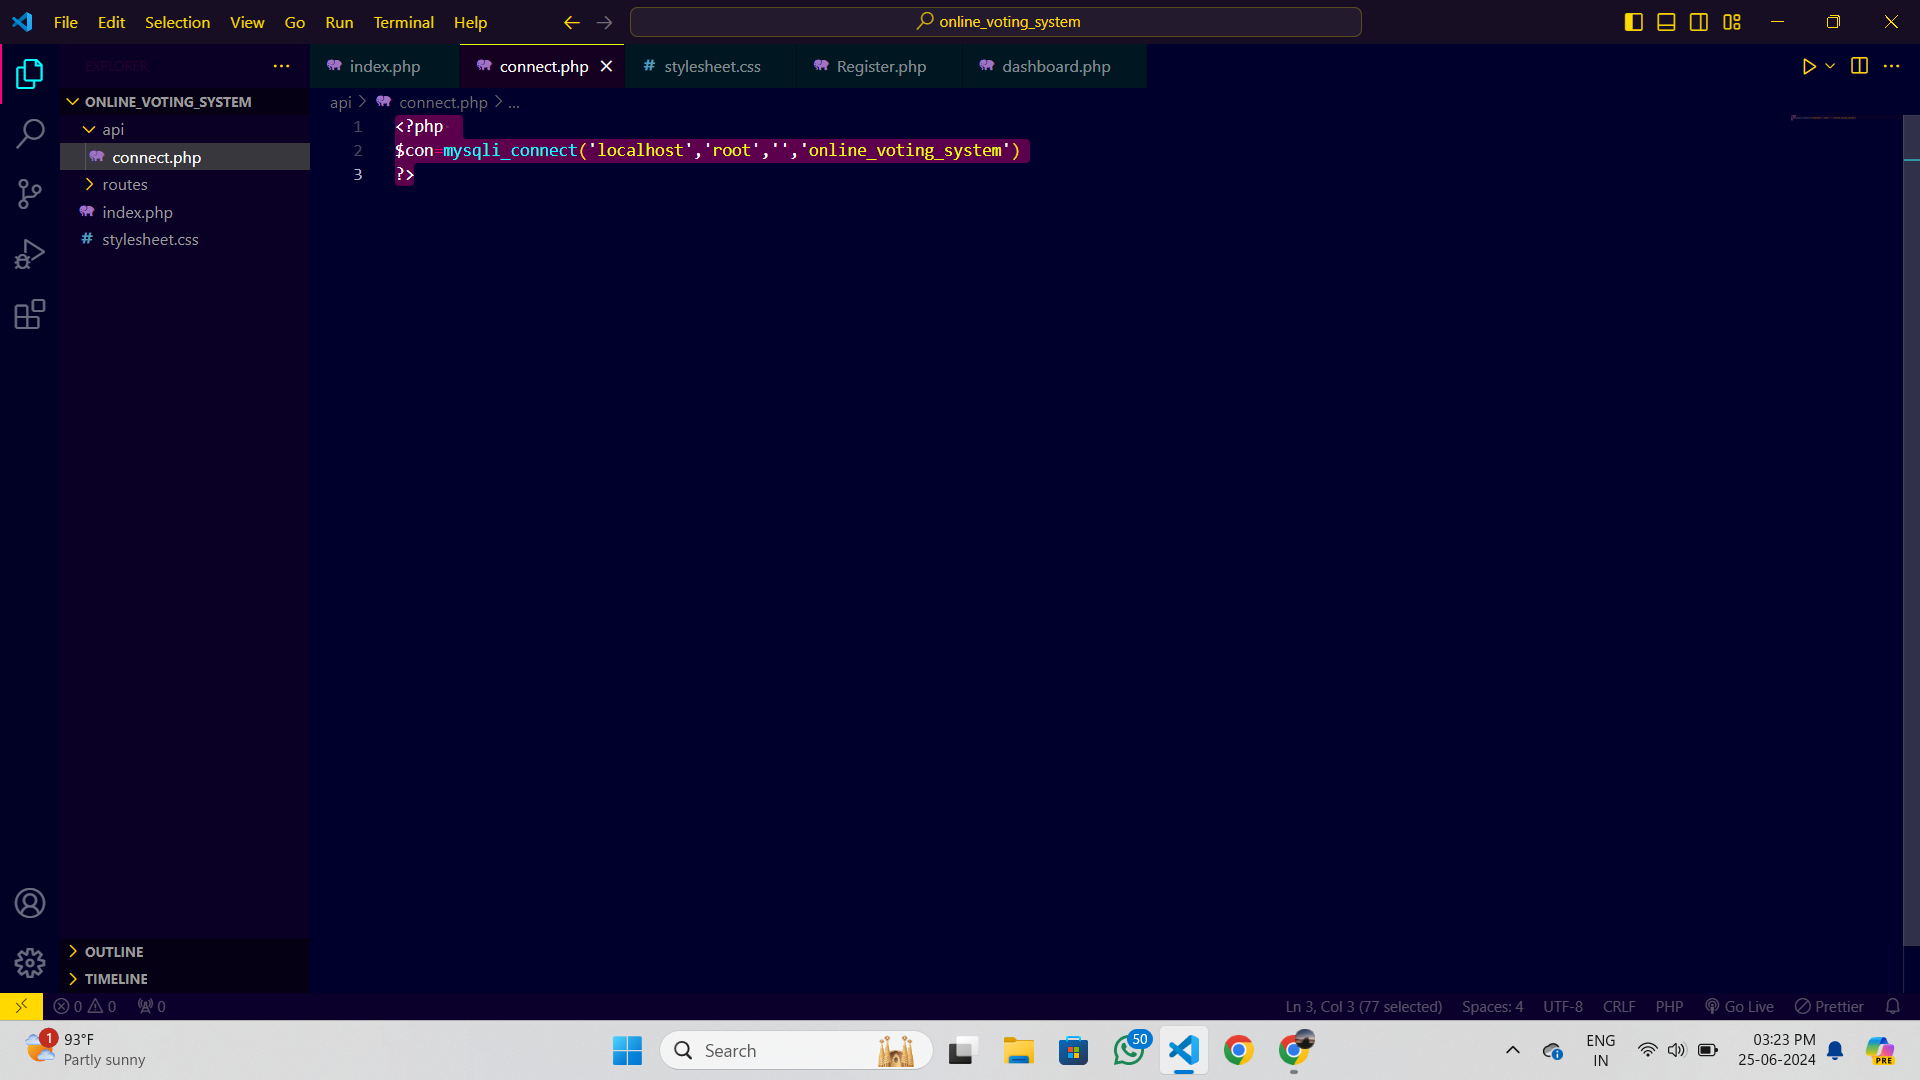 File Edit Selection View Go Run Terminal Help
online_voting_system
EXPLORER
index.php
connect.php
# stylesheet.css
Register.php
dashboard.php
ONLINE_VOTING_SYSTEM
api
connect.php
routes
index.php
# stylesheet.css
api > connect.php > ...
1 <?php
2 $con=mysqli_connect('localhost','root','','online_voting_system')
3 ?>
OUTLINE
TIMELINE
0 0 0
Ln 3, Col 3 (77 selected) Spaces: 4 UTF-8 CRLF PHP Go Live Prettier
1
93°F
Partly sunny
Search
50
ENG
IN
03:23 PM
25-06-2024
PRE